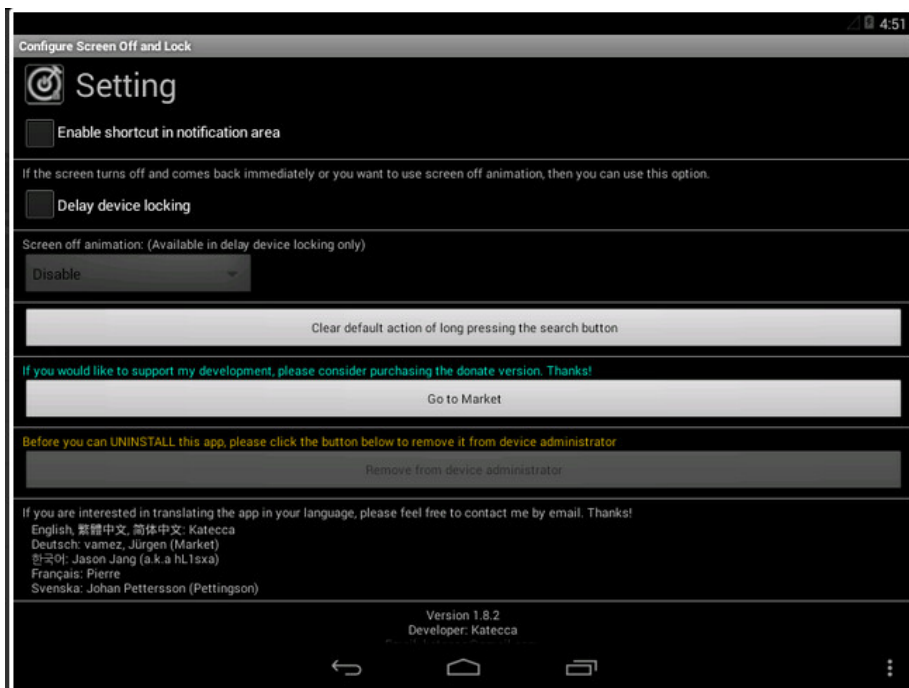 4:51
Configure Screen Off and Lock
Setting
Enable shortcut in notification area
If the screen turns off and comes back immediately or you want to use screen off animation, then you can use this option.
Delay device locking
Screen off animation: (Available in delay device locking only)
Disable
Clear default action of long pressing the search button
If you would like to support my development, please consider purchasing the donate version. Thanks!
Go to Market
Before you can UNINSTALL this app, please click the button below to remove it from device administrator
Remove from device administrator
If you are interested in translating the app in your language, please feel free to contact me by email. Thanks!
English, 繁體中文, 简体中文: Katecca
Deutsch: vamez, Jürgen (Market)
한국어: Jason Jang (a.k.a hL1sxa)
Français: Pierre
Svenska: Johan Pettersson (Pettingson)
Version 1.8.2
Developer: Katecca